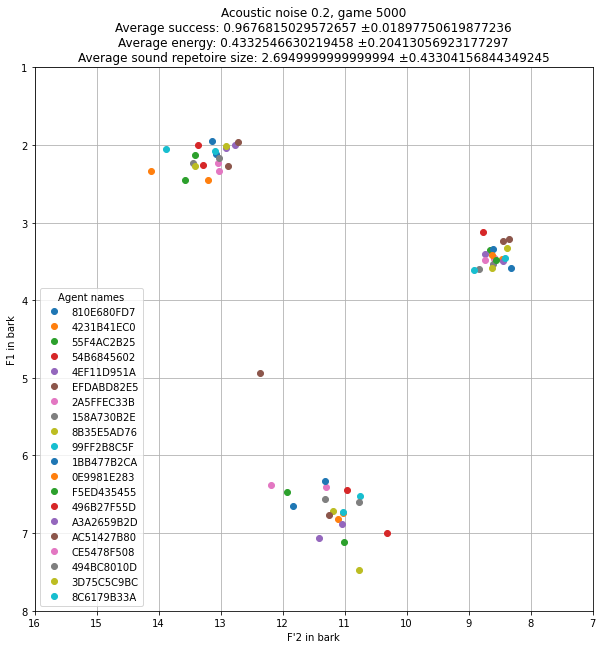 Acoustic noise 0.2, game 5000
Average success: 0.9676815029572657 ±0.01897750619877236
Average energy: 0.4332546630219458 ±0.20413056923177297
Average sound repetoire size: 2.6949999999999994 ±0.43304156844349245
1
2
3
4
5
6
7
8
F1 in bark
Agent names
810E680FD7
4231B41EC0
55F4AC2B25
54B6845602
4EF11D951A
EFDABD82E5
2A5FFEC33B
158A730B2E
8B35E5AD76
99FF2B8C5F
1BB477B2CA
0E9981E283
F5ED435455
496B27F55D
A3A2659B2D
AC51427B80
CE5478F508
494BC8010D
3D75C5C9BC
8C6179B33A
16 15 14 13 12 11 10 9 8 7
F'2 in bark